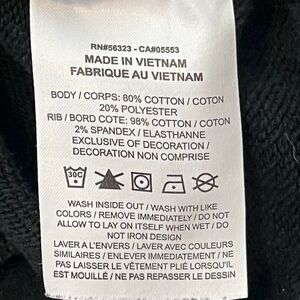 RN#56323 - CA#05553
MADE IN VIETNAM
FABRIQUE AU VIETNAM
BODY / CORPS: 80% COTTON / COTON
20% POLYESTER
RIB / BORD COTE: 98% COTTON / COTON
2% SPANDEX / ELASTHANNE
EXCLUSIVE OF DECORATION /
DECORATION NON COMPRISE
30C
WASH INSIDE OUT / WASH WITH LIKE
COLORS / REMOVE IMMEDIATELY / DO NOT
ALLOW TO LAY ON ITSELF WHEN WET / DO
NOT IRON DESIGN
LAVER A L'ENVERS / LAVER AVEC COULEURS
SIMILAIRES / ENLEVER IMMEDIATEMENT / NE
PAS LAISSER LE VÊTEMENT PLIÉ LORSQU'IL
EST MOUILLÉ / NE PAS REPASSER LE DESSIN